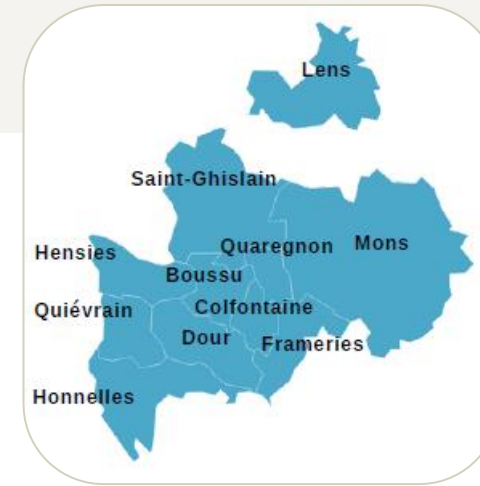 Lens
Saint-Ghislain
Quaregnon
Mons
Hensies
Boussu
Quiévrain
Colfontaine
Dour
Frameries
Honnelles